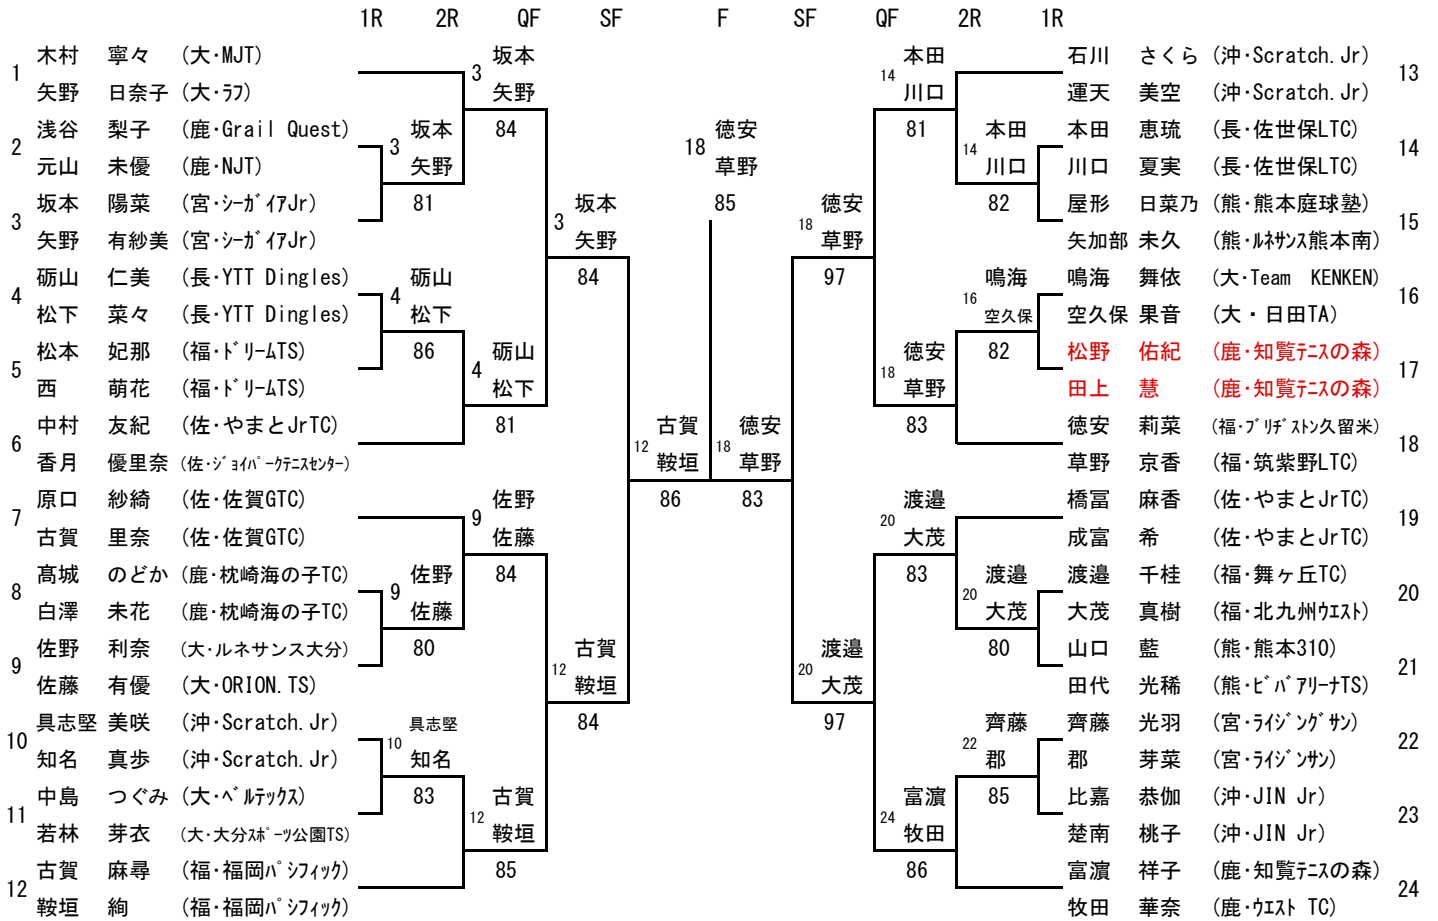 1R 2R QF SF F SF QF 2R 1R
1 木村 寧々 (大・MJT)
矢野 日奈子 (大・ﾗﾌ)
2 浅谷 梨子 (鹿・Grail Quest)
元山 未優 (鹿・NJT)
3 坂本 陽菜 (宮・ｼｰｶﾞｲｱJr)
矢野 有紗美 (宮・ｼｰｶﾞｲｱJr)
4 砺山 仁美 (長・YTT Dingles)
松下 菜々 (長・YTT Dingles)
5 松本 妃那 (福・ﾄﾞﾘｰﾑTS)
西 萌花 (福・ﾄﾞﾘｰﾑTS)
6 中村 友紀 (佐・やまとJrTC)
香月 優里奈 (佐・ｼﾞｮｲﾊﾟｰｸﾃﾆｽｾﾝﾀｰ)
7 原口 紗綺 (佐・佐賀GTC)
古賀 里奈 (佐・佐賀GTC)
8 髙城 のどか (鹿・枕崎海の子TC)
白澤 未花 (鹿・枕崎海の子TC)
9 佐野 利奈 (大・ルネサンス大分)
佐藤 有優 (大・ORION.TS)
10 具志堅 美咲 (沖・Scratch.Jr)
知名 真歩 (沖・Scratch.Jr)
11 中島 つぐみ (大・ﾍﾞﾙﾃｯｸｽ)
若林 芽衣 (大・大分ｽﾎﾟｰﾂ公園TS)
12 古賀 麻尋 (福・福岡ﾊﾟｼﾌｨｯｸ)
鞍垣 絢 (福・福岡ﾊﾟｼﾌｨｯｸ)
3 坂本
矢野
81
4 砺山
松下
86
9 佐野
佐藤
80
10 具志堅
知名
83
3 坂本
矢野
84
4 砺山
松下
81
9 佐野
佐藤
84
12 古賀
鞍垣
85
3 坂本
矢野
84
12 古賀
鞍垣
84
12 古賀
鞍垣
86
18 徳安
草野
85
18 徳安
草野
83
18 徳安
草野
97
20 渡邉
大茂
97
14 本田
川口
81
18 徳安
草野
83
20 渡邉
大茂
83
24 富濵
牧田
86
14 本田
川口
82
16 鳴海
空久保
82
20 渡邉
大茂
80
22 齊藤
郡
85
石川 さくら (沖・Scratch.Jr) 13
運天 美空 (沖・Scratch.Jr)
本田 恵琉 (長・佐世保LTC) 14
川口 夏実 (長・佐世保LTC)
屋形 日菜乃 (熊・熊本庭球塾) 15
矢加部 未久 (熊・ﾙﾈｻﾝｽ熊本南)
鳴海 舞依 (大・Team KENKEN) 16
空久保 果音 (大・日田TA)
松野 佑紀 (鹿・知覧ﾃﾆｽの森) 17
田上 慧 (鹿・知覧ﾃﾆｽの森)
徳安 莉菜 (福・ﾌﾞﾘﾁﾞｽﾄﾝ久留米) 18
草野 京香 (福・筑紫野LTC)
橋冨 麻香 (佐・やまとJrTC) 19
成富 希 (佐・やまとJrTC)
渡邉 千桂 (福・舞ヶ丘TC) 20
大茂 真樹 (福・北九州ｳｴｽﾄ)
山口 藍 (熊・熊本310) 21
田代 光稀 (熊・ﾋﾞﾊﾞｱﾘｰﾅTS)
齊藤 光羽 (宮・ﾗｲｼﾞﾝｸﾞｻﾝ) 22
郡 芽菜 (宮・ﾗｲｼﾞﾝｻﾝ)
比嘉 恭伽 (沖・JIN Jr) 23
楚南 桃子 (沖・JIN Jr)
富濵 祥子 (鹿・知覧ﾃﾆｽの森) 24
牧田 華奈 (鹿・ｳｴｽﾄ TC)